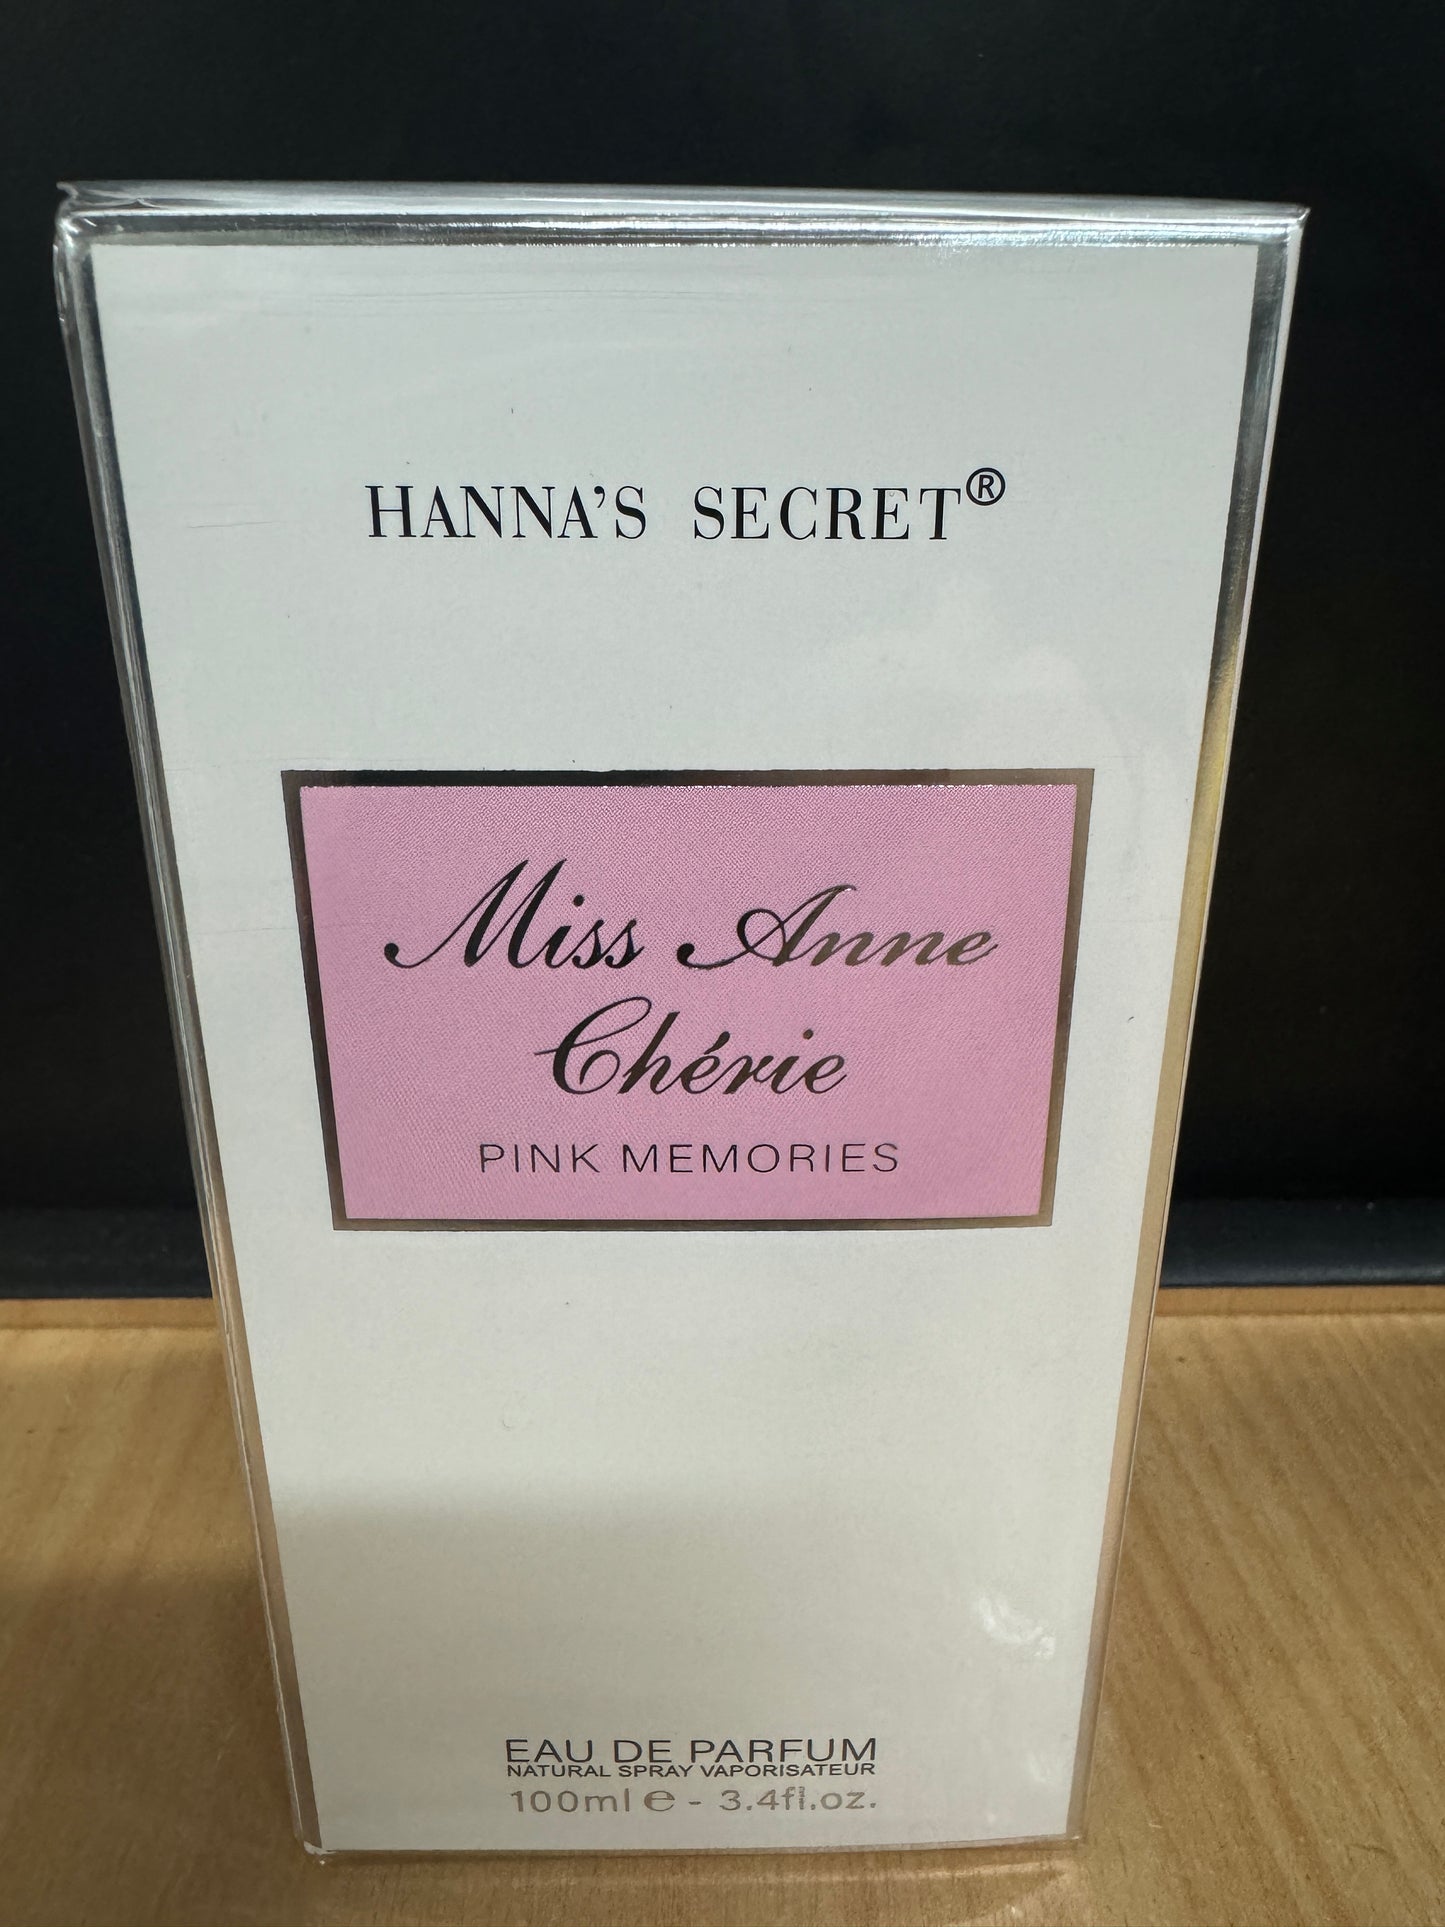 HANNA'S SECRET®
Miss Anne
Chérie
PINK MEMORIES
EAU DE PARFUM
NATURAL SPRAY VAPORISATEUR
100ml ℮ - 3.4fl.oz.